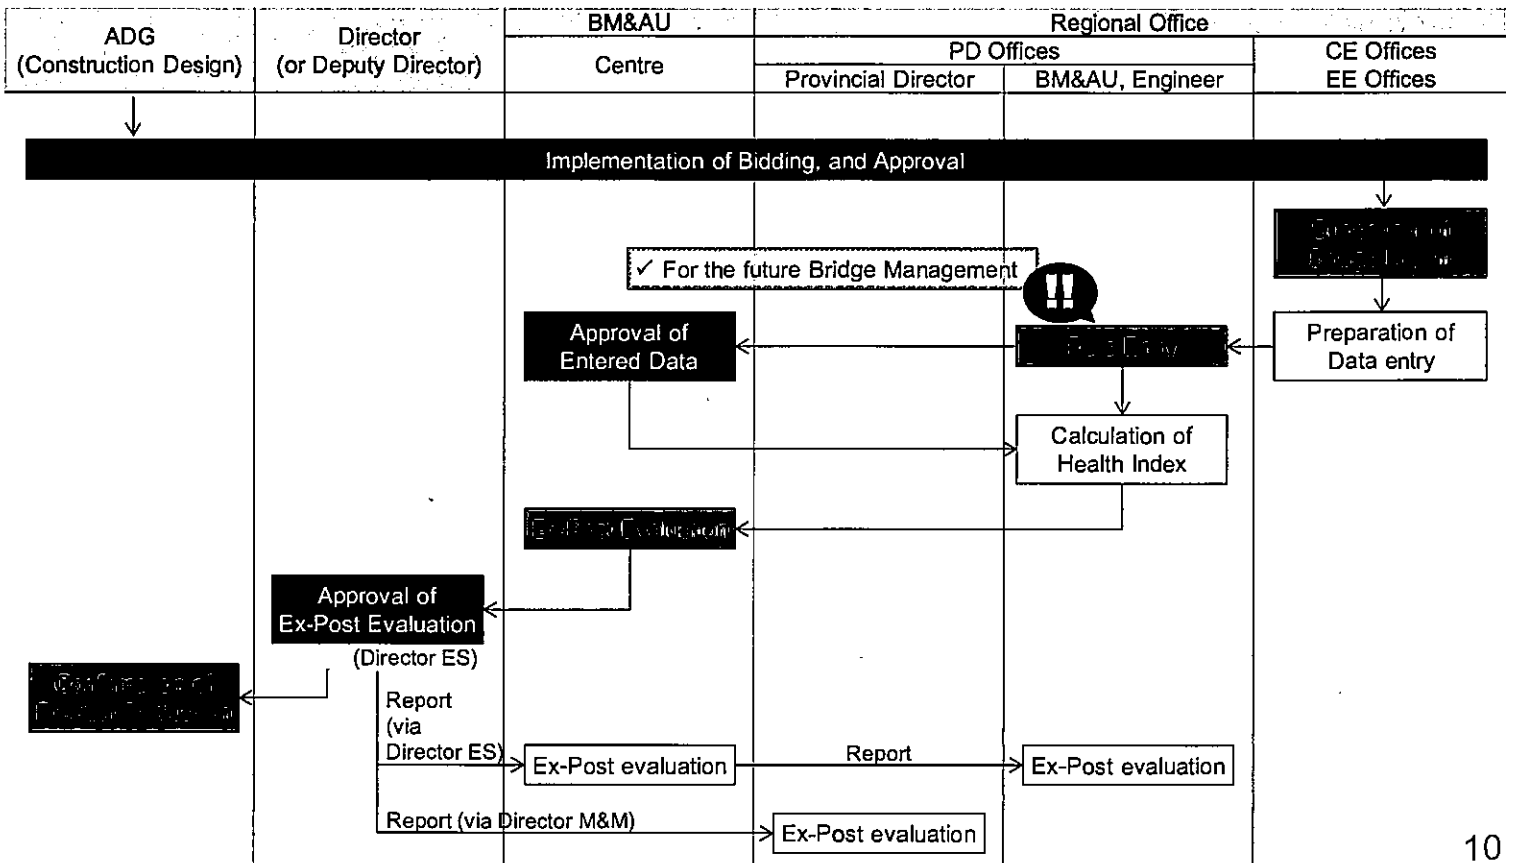 ADG
(Construction Design)
Director
(or Deputy Director)
BM&AU
Centre
Regional Office
PD Offices
Provincial Director
BM&AU, Engineer
CE Offices
EE Offices
Implementation of Bidding, and Approval
✓ For the future Bridge Management
!!
Approval of
Entered Data
Preparation of
Data entry
Calculation of
Health Index
Ex-Post Evaluation
Approval of
Ex-Post Evaluation
(Director ES)
Report
(via
Director ES)
Ex-Post evaluation
Report
Ex-Post evaluation
Report (via Director M&M)
Ex-Post evaluation
10